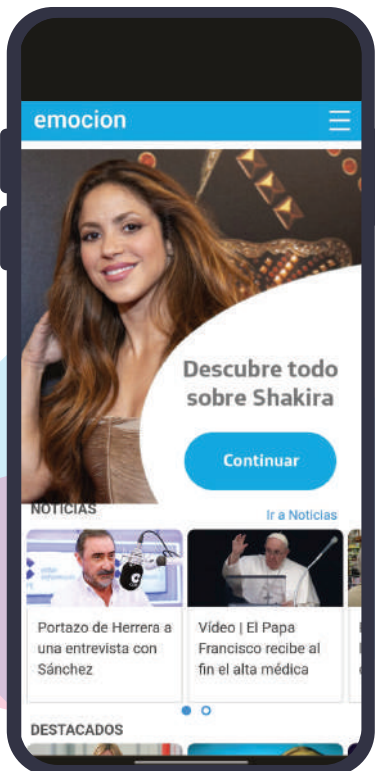 emocion
Descubre todo
sobre Shakira
Continuar
NOTICIAS
Ir a Noticias
Portazo de Herrera a
una entrevista con
Sánchez
Vídeo | El Papa
Francisco recibe al
fin el alta médica
DESTACADOS